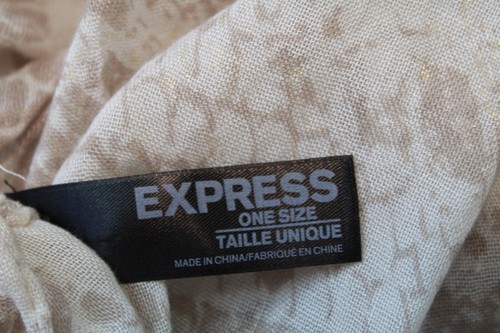 EXPRESS
ONE SIZE
TAILLE UNIQUE
MADE IN CHINA/FABRIQUÉ EN CHINE